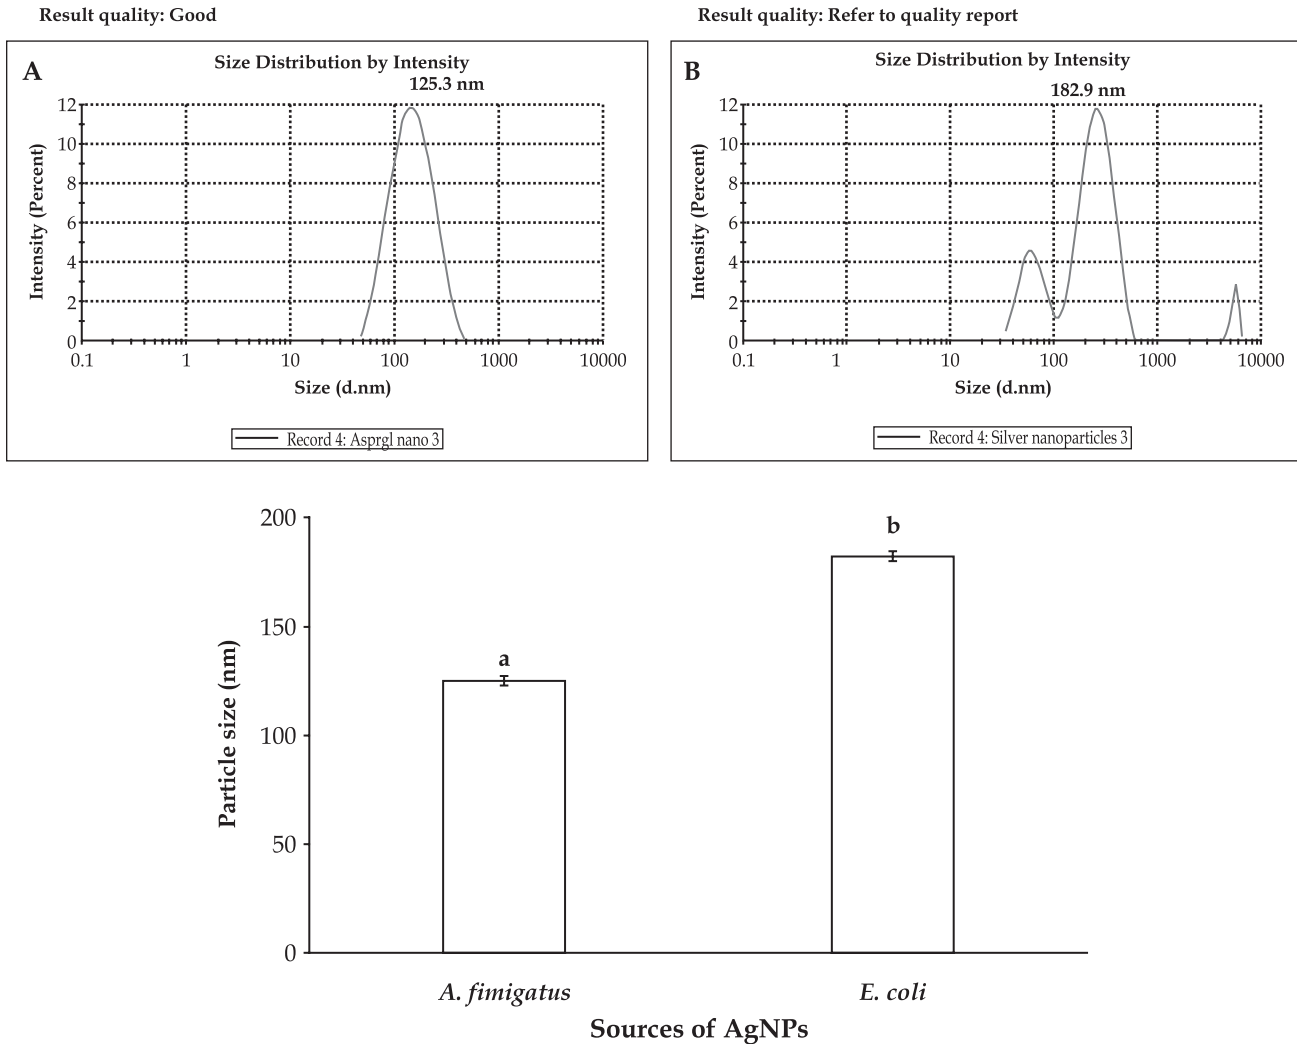 Result quality: Good
Result quality: Refer to quality report
A
Size Distribution by Intensity
125.3 nm
12
10
8
6
4
2
0
Intensity (Percent)
0.1 1 10 100 1000 10000
Size (d.nm)
Record 4: Asprgl nano 3
B
Size Distribution by Intensity
182.9 nm
12
10
8
6
4
2
0
Intensity (Percent)
0.1 1 10 100 1000 10000
Size (d.nm)
Record 4: Silver nanoparticles 3
200
150
100
50
0
Particle size (nm)
a
b
A. fimigatus
E. coli
Sources of AgNPs